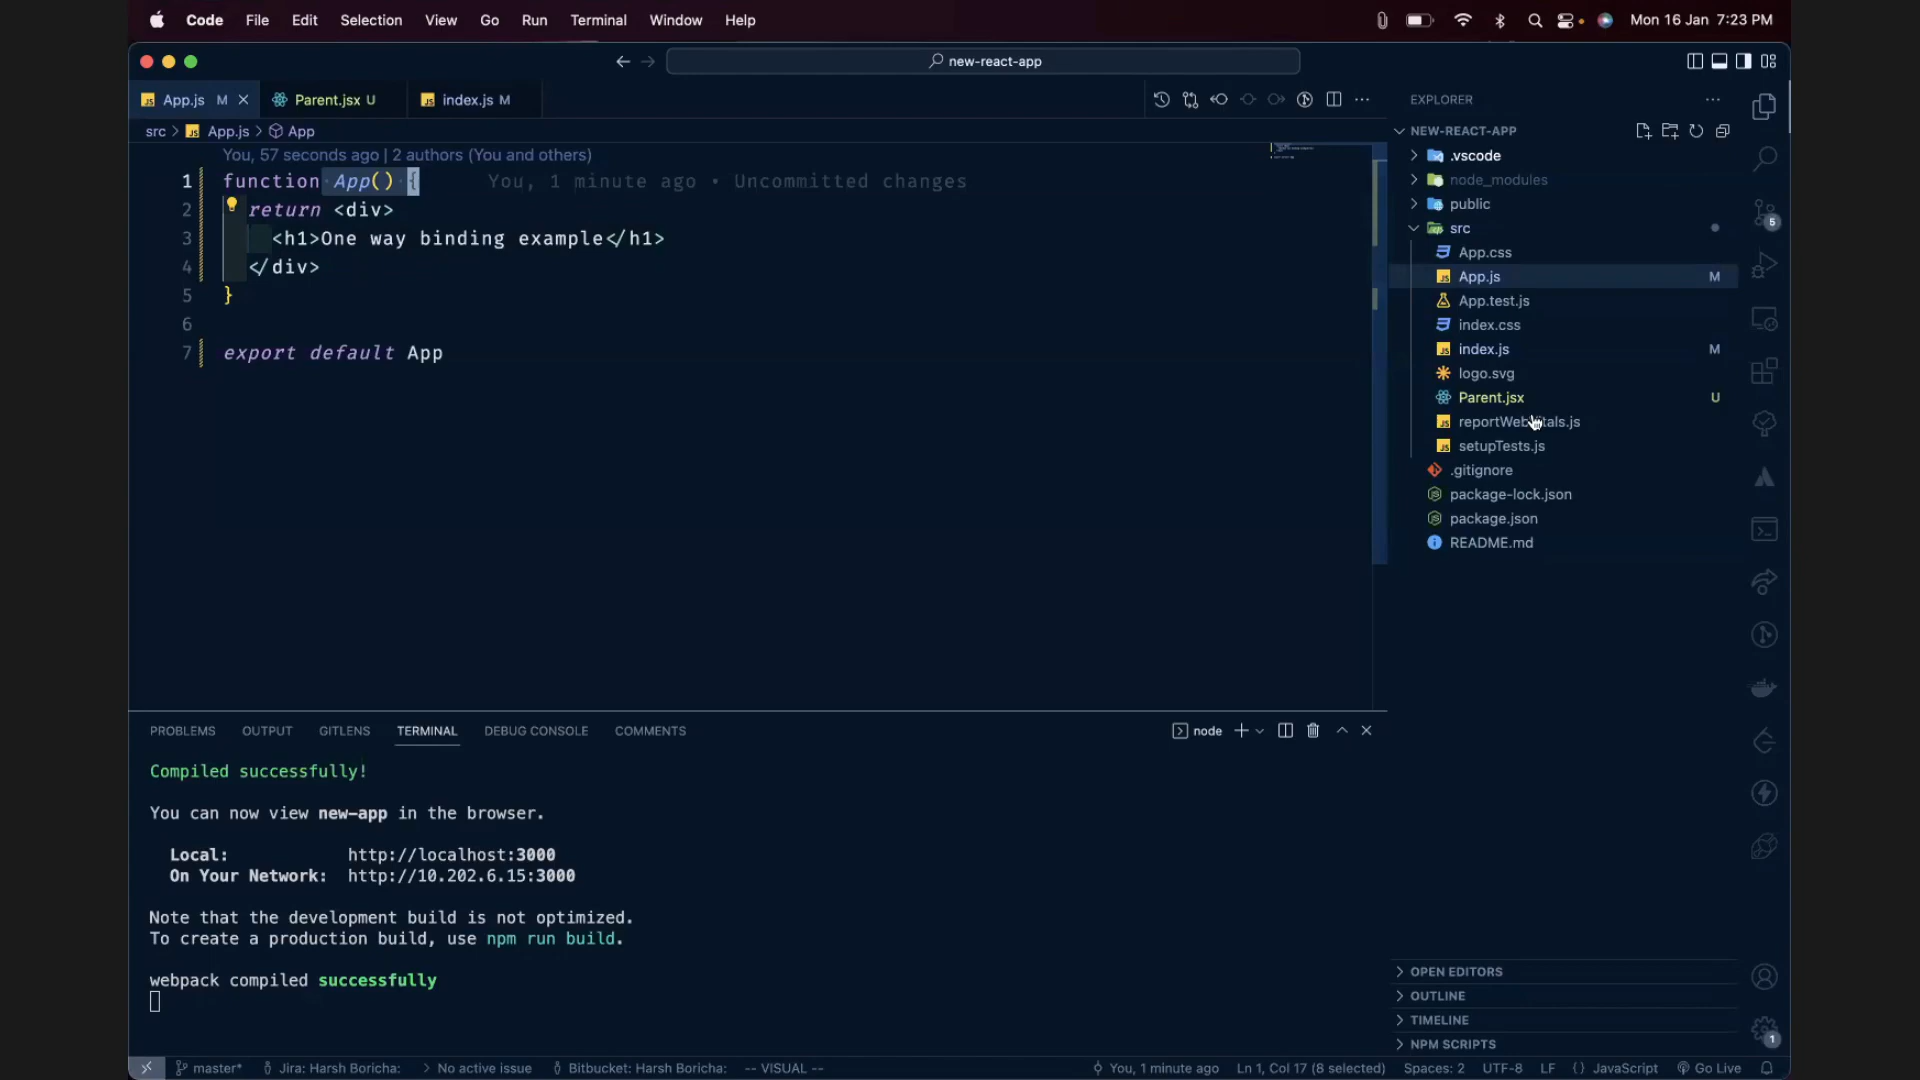 Code File Edit Selection View Go Run Terminal Window Help Mon 16 Jan 7:23 PM
new-react-app
App.js M Parent.jsx U index.js M
src > App.js > App
You, 57 seconds ago | 2 authors (You and others)
1 function App() { You, 1 minute ago • Uncommitted changes
2 return <div>
3 <h1>One way binding example</h1>
4 </div>
5 }
6
7 export default App
EXPLORER
NEW-REACT-APP
.vscode
node_modules
public
src
App.css
App.js M
App.test.js
index.css
index.js M
logo.svg
Parent.jsx U
setupTests.js
.gitignore
package-lock.json
package.json
README.md
OPEN EDITORS
OUTLINE
TIMELINE
NPM SCRIPTS
5
1
PROBLEMS OUTPUT GITLENS TERMINAL DEBUG CONSOLE COMMENTS node
Compiled successfully!
You can now view new-app in the browser.
Local: http://localhost:3000
On Your Network: http://10.202.6.15:3000
Note that the development build is not optimized.
To create a production build, use npm run build.
webpack compiled successfully
master* Jira: Harsh Boricha: > No active issue Bitbucket: Harsh Boricha: -- VISUAL -- You, 1 minute ago Ln 1, Col 17 (8 selected) Spaces: 2 UTF-8 LF {} JavaScript Go Live